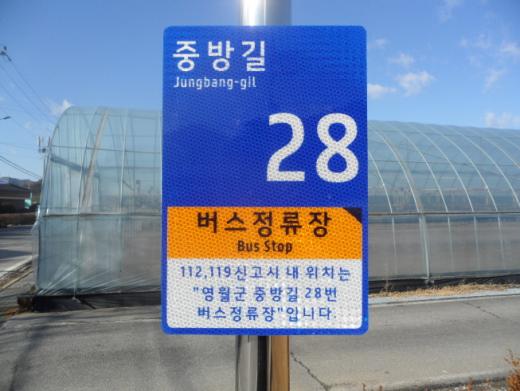 중방길
Jungbang-gil
28
버스정류장
Bus Stop
112,119신고시 내 위치는
"영월군 중방길 28번
버스정류장"입니다.